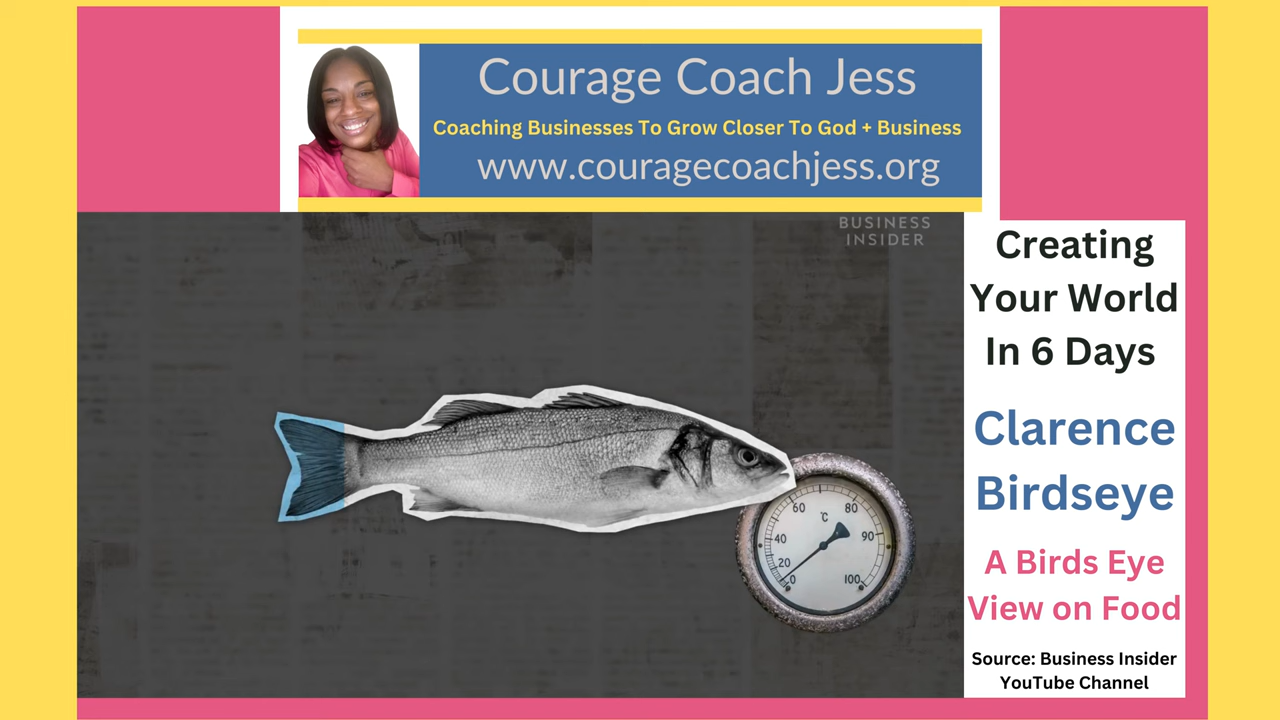 Courage Coach Jess
Coaching Businesses To Grow Closer To God + Business
www.couragecoachjess.org
BUSINESS
INSIDER
Creating
Your World
In 6 Days
Clarence
Birdseye
A Birds Eye
View on Food
Source: Business Insider
YouTube Channel
60 °C 80
40 90
20
0 100